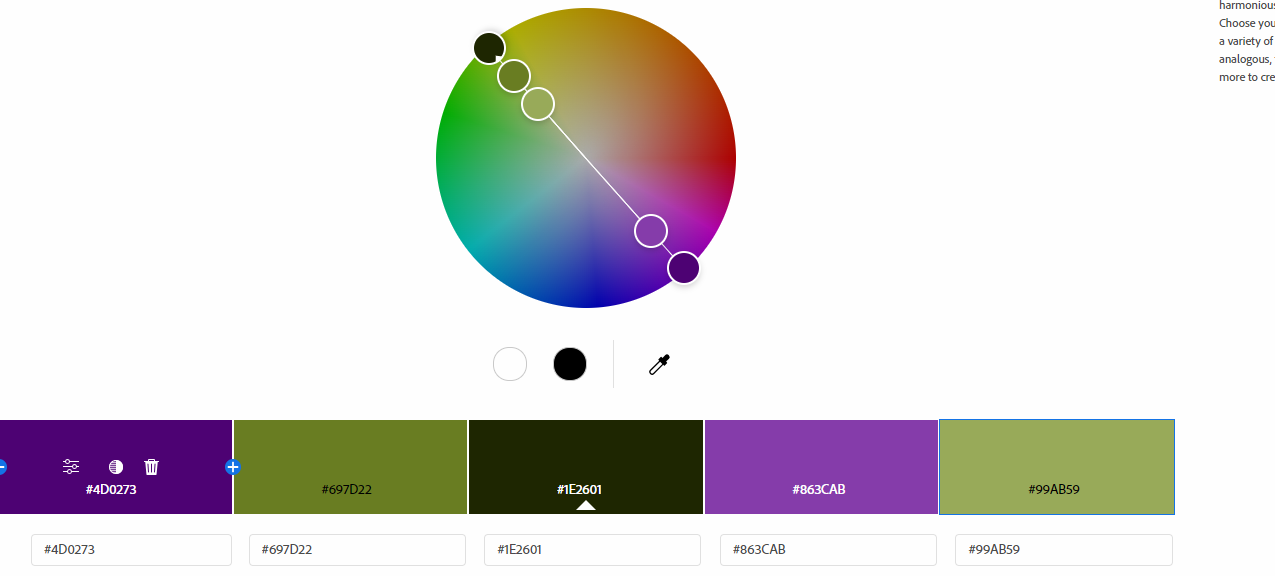 harmonious
Choose you
a variety of
analogous,
more to cre
#4D0273
#697D22
#1E2601
#863CAB
#99AB59
#4D0273
#697D22
#1E2601
#863CAB
#99AB59